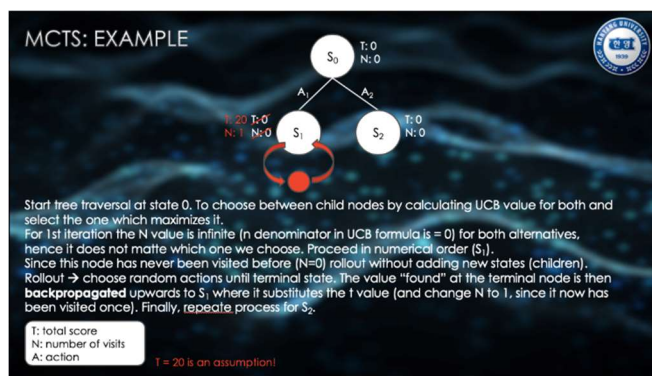 MCTS: EXAMPLE
HANYANG UNIVERSITY
한양
1939
S0
T: 0
N: 0
A1
A2
T: 20 T: 0
N: 1 N: 0
S1
S2
T: 0
N: 0
Start tree traversal at state 0. To choose between child nodes by calculating UCB value for both and
select the one which maximizes it.
For 1st iteration the N value is infinite (n denominator in UCB formula is = 0) for both alternatives,
hence it does not matte which one we choose. Proceed in numerical order (S1).
Since this node has never been visited before (N=0) rollout without adding new states (children).
Rollout → choose random actions until terminal state. The value "found" at the terminal node is then
backpropagated upwards to S1 where it substitutes the t value (and change N to 1, since it now has
been visited once). Finally, repeate process for S2.
T: total score
N: number of visits
A: action
T = 20 is an assumption!